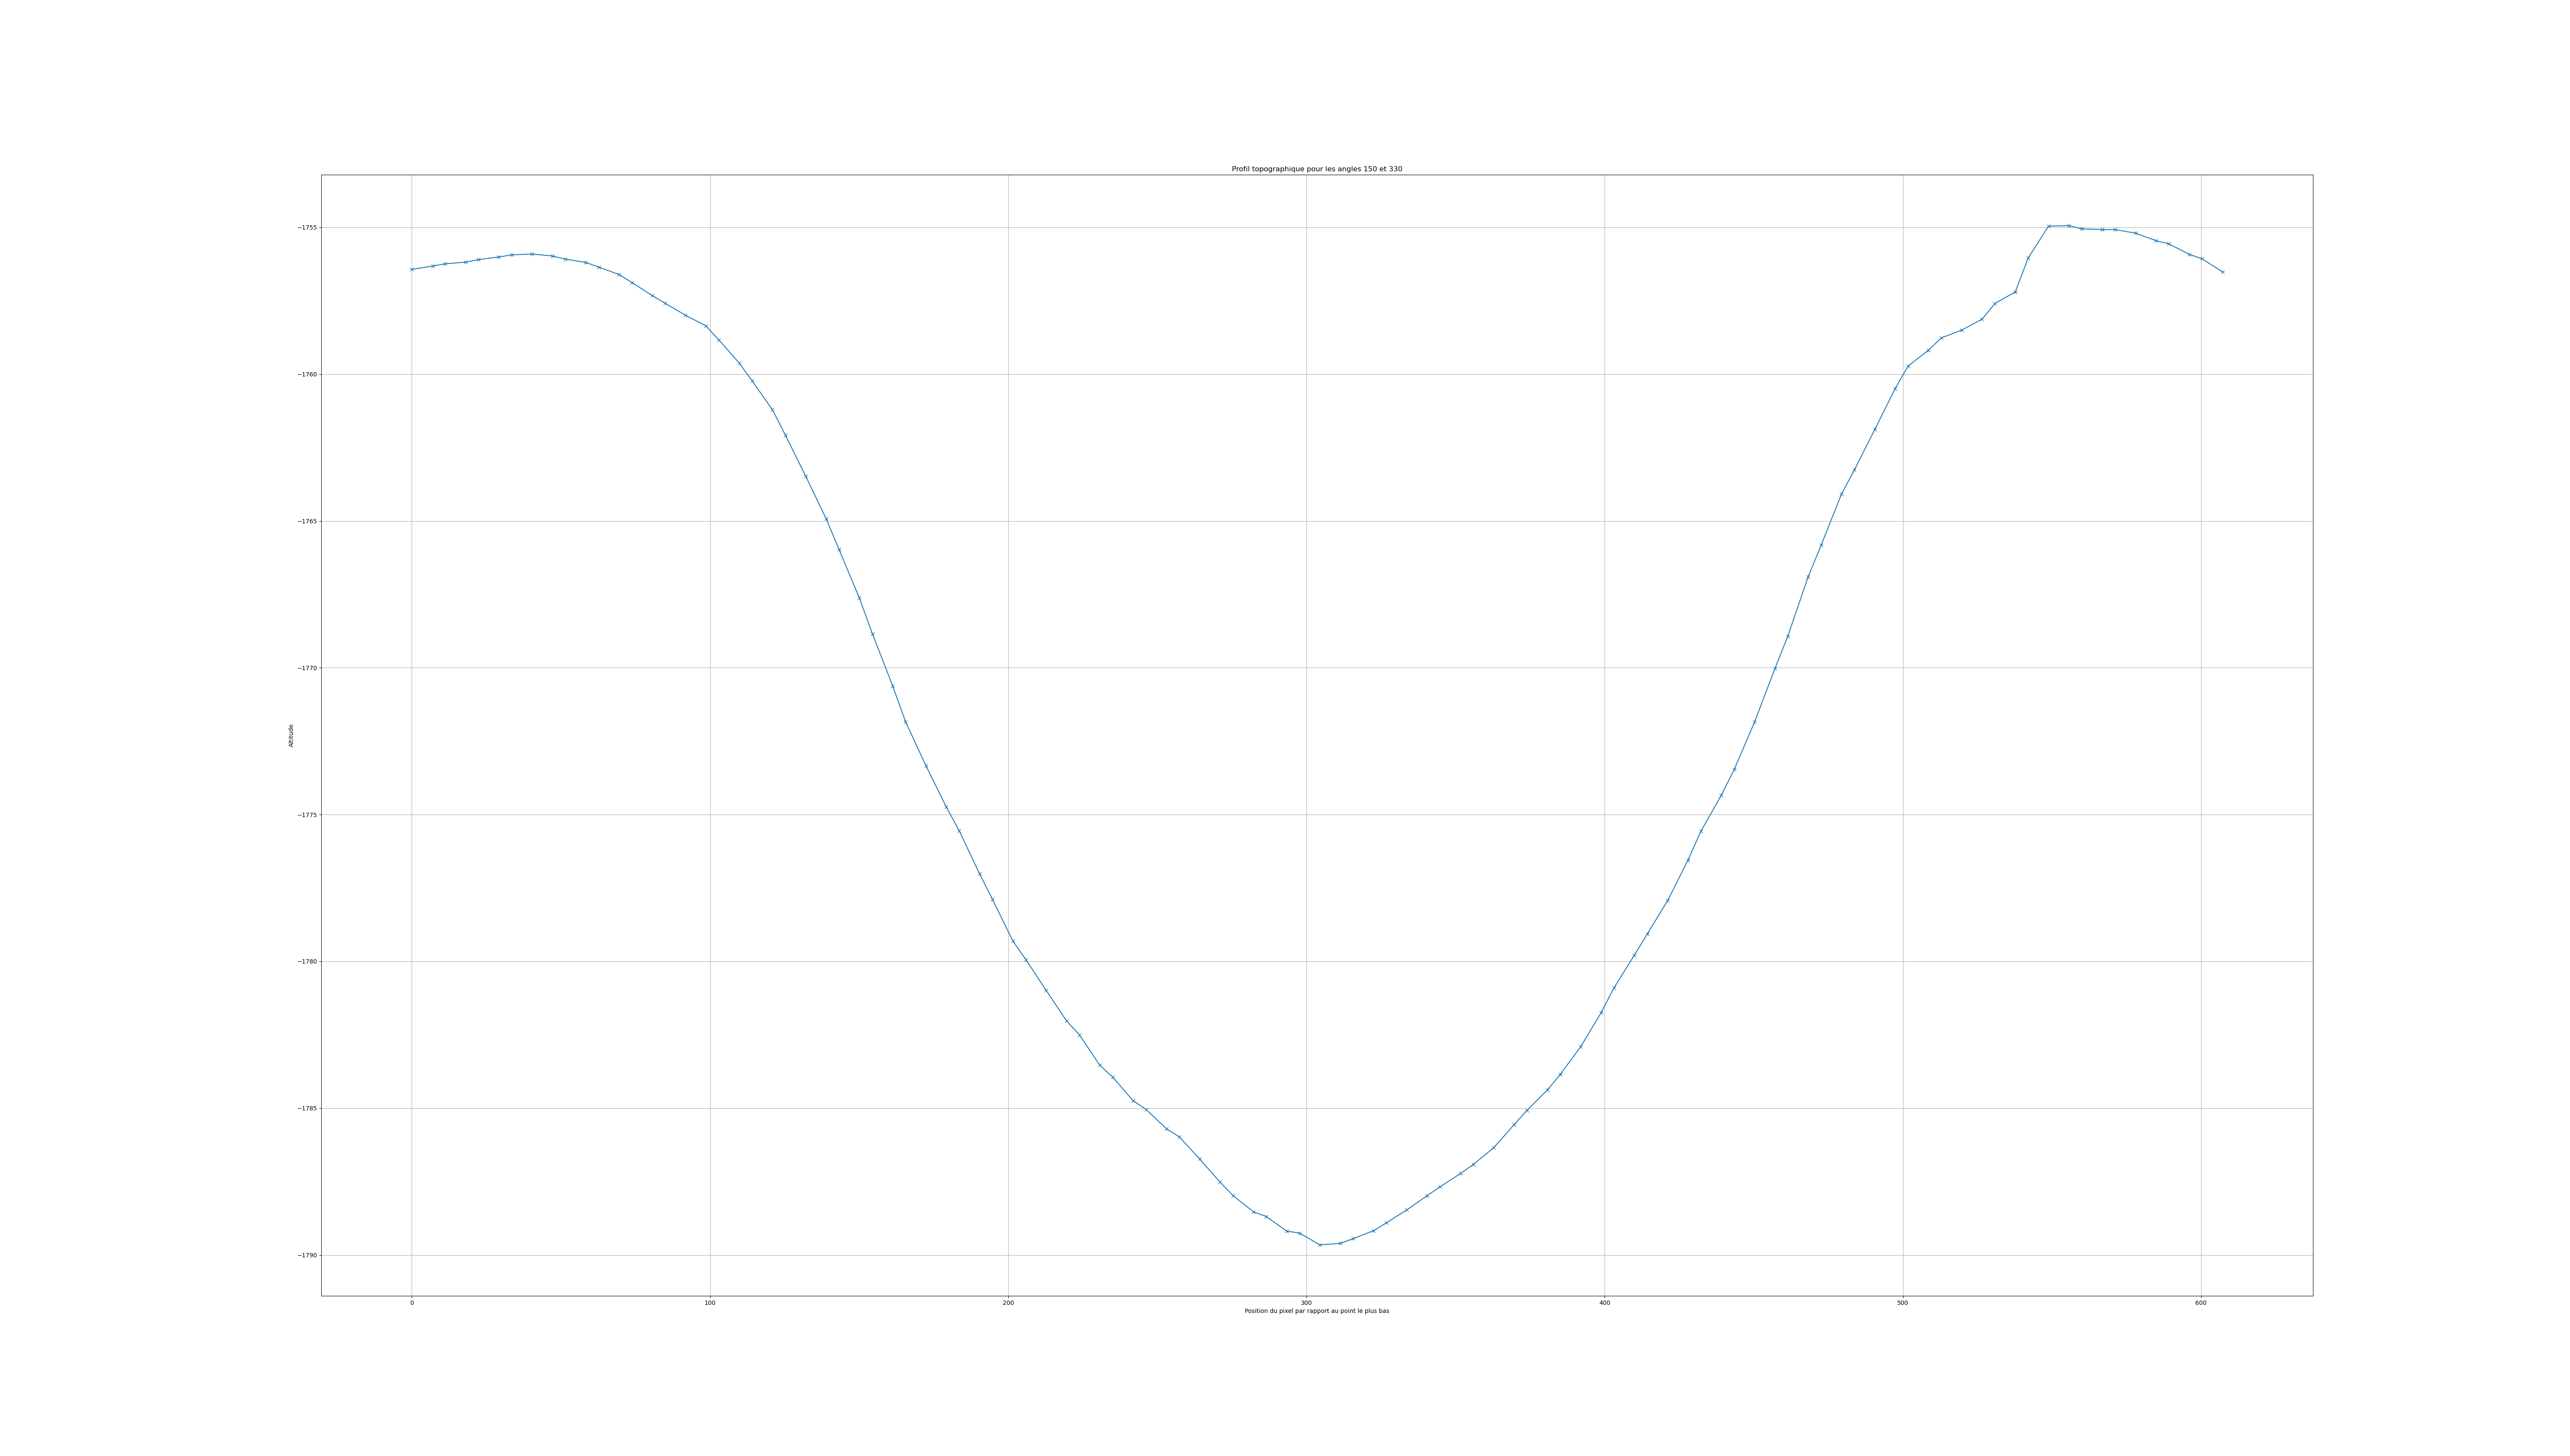 Profil topographique pour les angles 150 et 330
−1755
−1760
−1765
−1770
−1775
−1780
−1785
−1790
Altitude
0 100 200 300 400 500 600
Position du pixel par rapport au point le plus bas